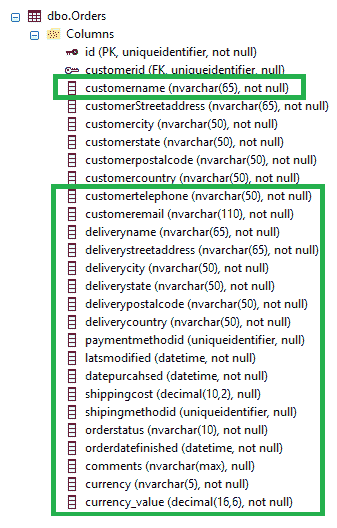 dbo.Orders
Columns
id (PK, uniqueidentifier, not null)
customerid (FK, uniqueidentifier, null)
customername (nvarchar(65), not null)
customerStreetaddress (nvarchar(65), not null)
customercity (nvarchar(50), not null)
customerstate (nvarchar(50), not null)
customerpostalcode (nvarchar(50), not null)
customercountry (nvarchar(50), not null)
customertelephone (nvarchar(50), not null)
customeremail (nvarchar(110), not null)
deliveryname (nvarchar(65), not null)
deliverystreetaddress (nvarchar(65), not null)
deliverycity (nvarchar(50), not null)
deliverystate (nvarchar(50), not null)
deliverypostalcode (nvarchar(50), not null)
deliverycountry (nvarchar(50), not null)
paymentmethodid (uniqueidentifier, null)
latsmodified (datetime, not null)
datepurcahsed (datetime, not null)
shippingcost (decimal(10,2), not null)
shipingmethodid (uniqueidentifier, null)
orderstatus (nvarchar(10), not null)
orderdatefinished (datetime, not null)
comments (nvarchar(max), null)
currency (nvarchar(5), not null)
currency_value (decimal(16,6), not null)